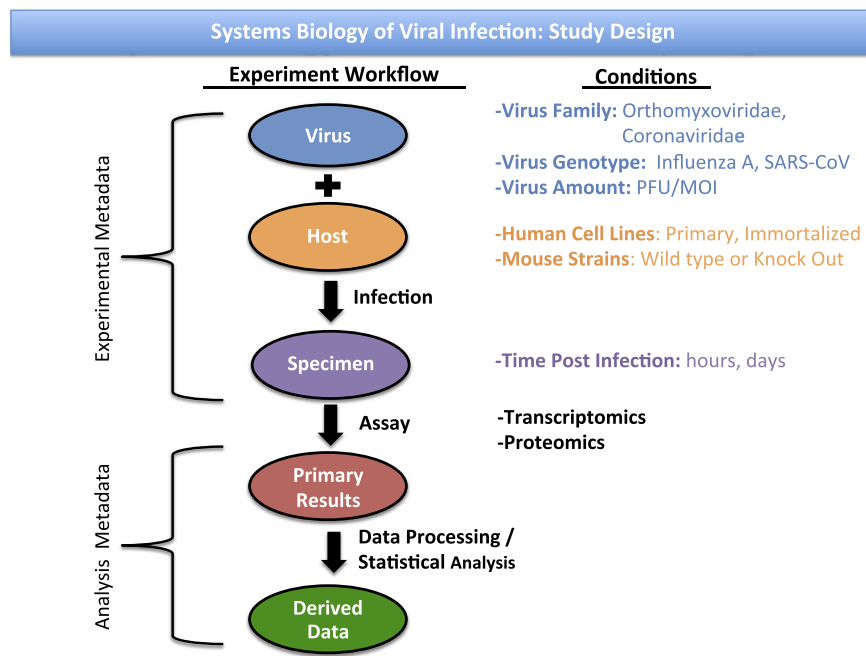 Systems Biology of Viral Infection: Study Design
Experiment Workflow
Conditions
Experimental Metadata
Virus
-Virus Family: Orthomyxoviridae,
Coronaviridae
-Virus Genotype: Influenza A, SARS-CoV
-Virus Amount: PFU/MOI
Host
-Human Cell Lines: Primary, Immortalized
-Mouse Strains: Wild type or Knock Out
Infection
Specimen
-Time Post Infection: hours, days
Assay
-Transcriptomics
-Proteomics
Analysis Metadata
Primary
Results
Data Processing /
Statistical Analysis
Derived
Data